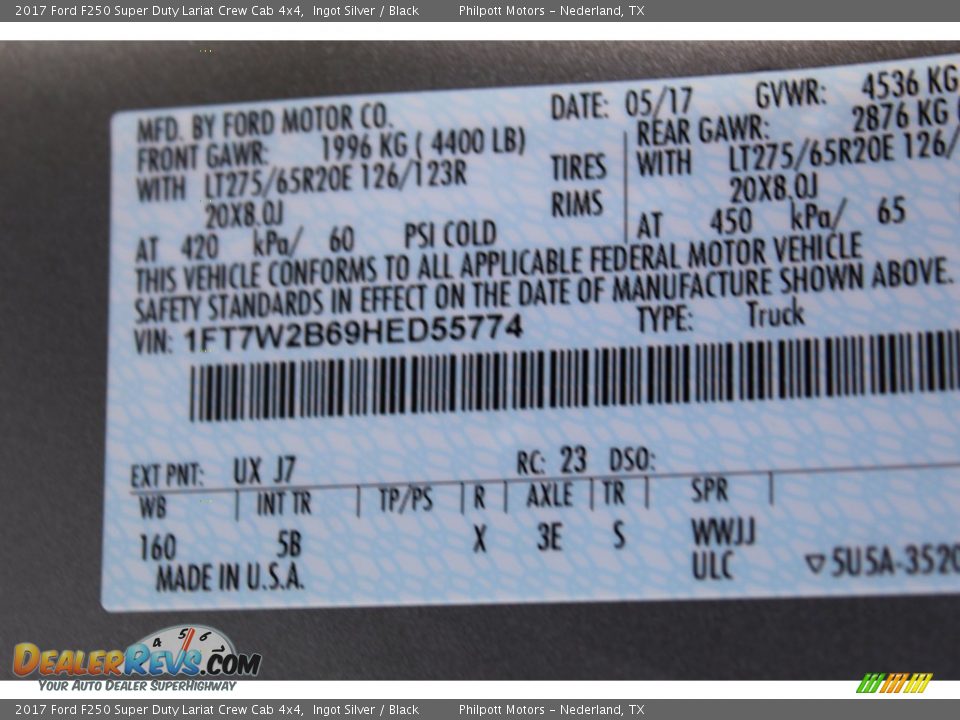 2017 Ford F250 Super Duty Lariat Crew Cab 4x4, Ingot Silver / Black Philpott Motors - Nederland, TX
MFD. BY FORD MOTOR CO. DATE: 05/17 GVWR: 4536 KG
FRONT GAWR: 1996 KG ( 4400 LB) REAR GAWR: 2876 KG (
WITH LT275/65R20E 126/123R TIRES WITH LT275/65R20E 126/
20X8.0J RIMS 20X8.0J
AT 420 kPa/ 60 PSI COLD AT 450 kPa/ 65
THIS VEHICLE CONFORMS TO ALL APPLICABLE FEDERAL MOTOR VEHICLE
SAFETY STANDARDS IN EFFECT ON THE DATE OF MANUFACTURE SHOWN ABOVE.
VIN: 1FT7W2B69HED55774 TYPE: Truck
EXT PNT: UX J7 RC: 23 DSO:
WB INT TR TP/PS R AXLE TR SPR
160 5B X 3E S WWJJ
MADE IN U.S.A. ULC ▽5U5A-3520
4 5 6
DEALERREVS.COM
YOUR AUTO DEALER SUPERHIGHWAY
2017 Ford F250 Super Duty Lariat Crew Cab 4x4, Ingot Silver / Black Philpott Motors - Nederland, TX